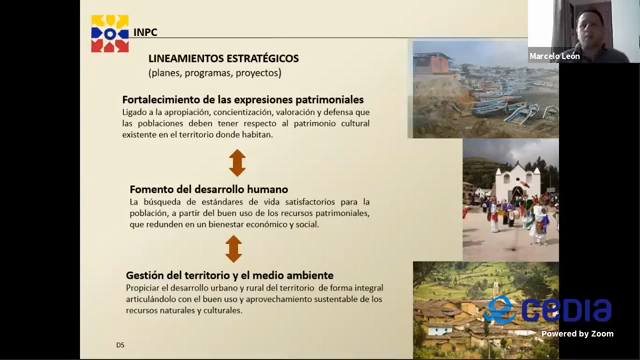 INPC
LINEAMIENTOS ESTRATÉGICOS
(planes, programas, proyectos)
Fortalecimiento de las expresiones patrimoniales
Ligado a la apropiación, concientización, valoración y defensa que
las poblaciones deben tener respecto al patrimonio cultural
existente en el territorio donde habitan.
Fomento del desarrollo humano
La búsqueda de estándares de vida satisfactorios para la
población, a partir del buen uso de los recursos patrimoniales,
que redunden en un bienestar económico y social.
Gestión del territorio y el medio ambiente
Propiciar el desarrollo urbano y rural del territorio de forma integral
articulándolo con el buen uso y aprovechamiento sustentable de los
recursos naturales y culturales.
D5
Marcelo León
CEDIA
Powered by Zoom